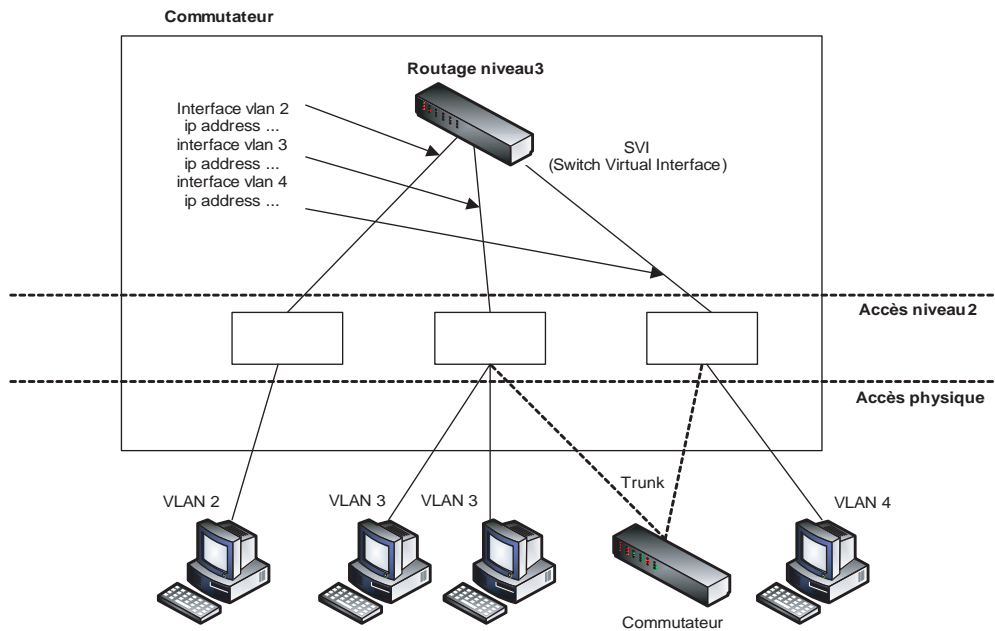 Commutateur
Routage niveau3
Interface vlan 2
ip address ...
interface vlan 3
ip address ...
interface vlan 4
ip address ...
SVI
(Switch Virtual Interface)
Accès niveau2
Accès physique
VLAN 2
VLAN 3
VLAN 3
Trunk
VLAN 4
Commutateur